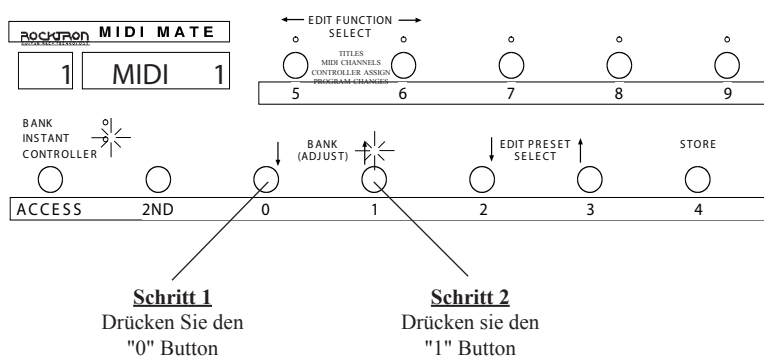 EDIT FUNCTION
SELECT
ROCKTRON MIDI MATE
1 MIDI 1
TITLES
MIDI CHANNELS
CONTROLLER ASSIGN
PROGRAM CHANGES
5 6 7 8 9
BANK
INSTANT
CONTROLLER
BANK
(ADJUST)
EDIT PRESET
SELECT
STORE
ACCESS 2ND 0 1 2 3 4
Schritt 1
Drücken Sie den
"0" Button
Schritt 2
Drücken sie den
"1" Button